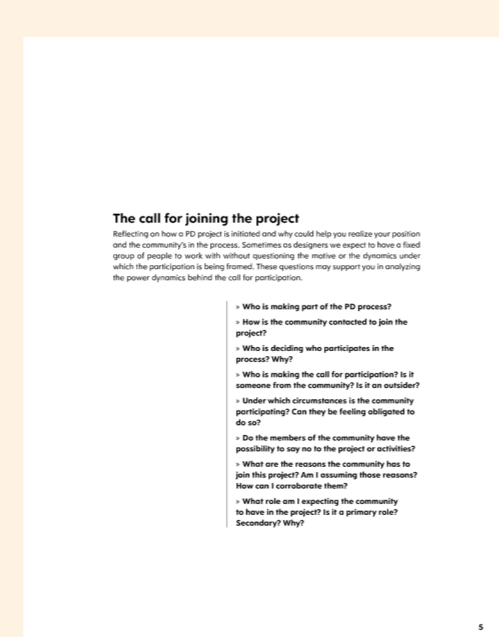 The call for joining the project
Reflecting on how a PD project is initiated and why could help you realize your position
and the community's in the process. Sometimes as designers we expect to have a fixed
group of people to work with without questioning the motive or the dynamics under
which the participation is being framed. These questions may support you in analyzing
the power dynamics behind the call for participation.
» Who is making part of the PD process?
» How is the community contacted to join the
project?
» Who is deciding who participates in the
process? Why?
» Who is making the call for participation? Is it
someone from the community? Is it an outsider?
» Under which circumstances is the community
participating? Can they be feeling obligated to
do so?
» Do the members of the community have the
possibility to say no to the project or activities?
» What are the reasons the community has to
join this project? Am I assuming those reasons?
How can I corroborate them?
» What role am I expecting the community
to have in the project? Is it a primary role?
Secondary? Why?
5